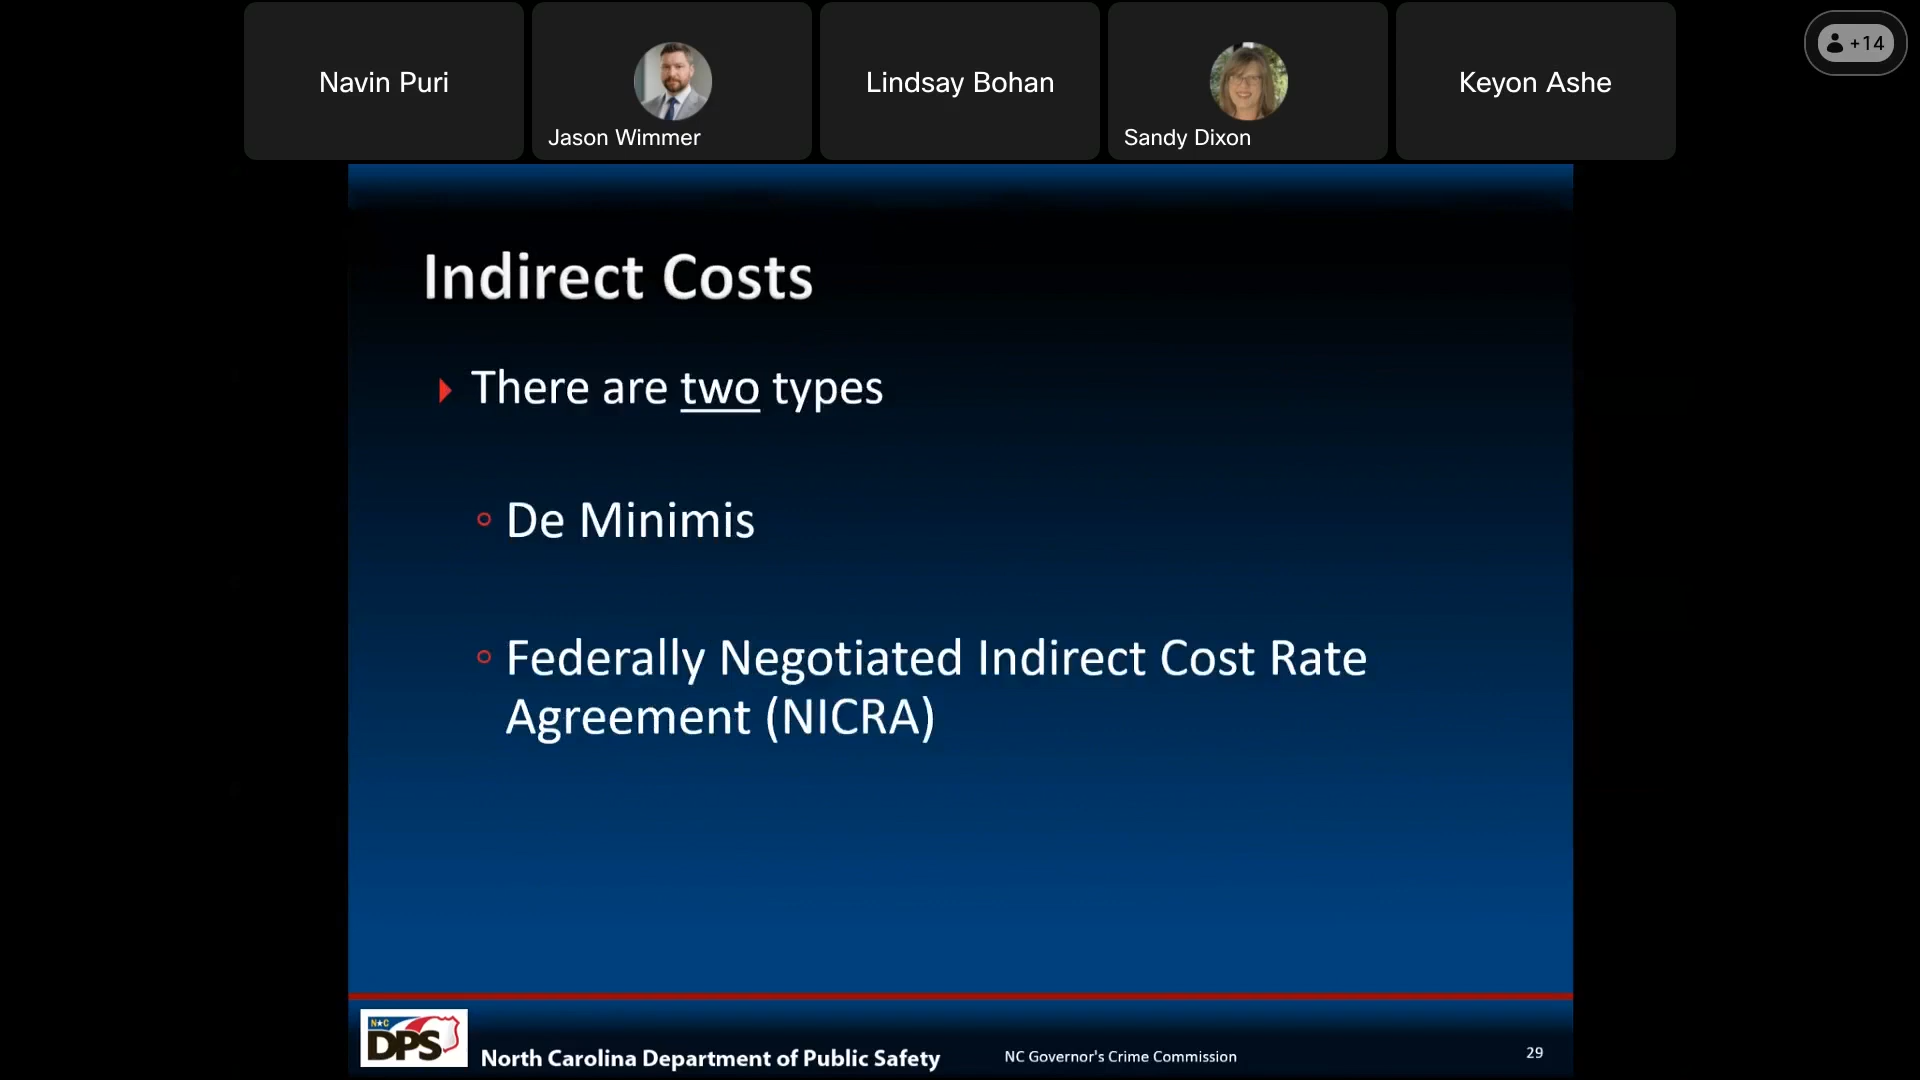 Navin Puri
Jason Wimmer
Lindsay Bohan
Sandy Dixon
Keyon Ashe
+14
Indirect Costs
There are two types
De Minimis
Federally Negotiated Indirect Cost Rate
Agreement (NICRA)
N★C
DPS
North Carolina Department of Public Safety
NC Governor's Crime Commission
29